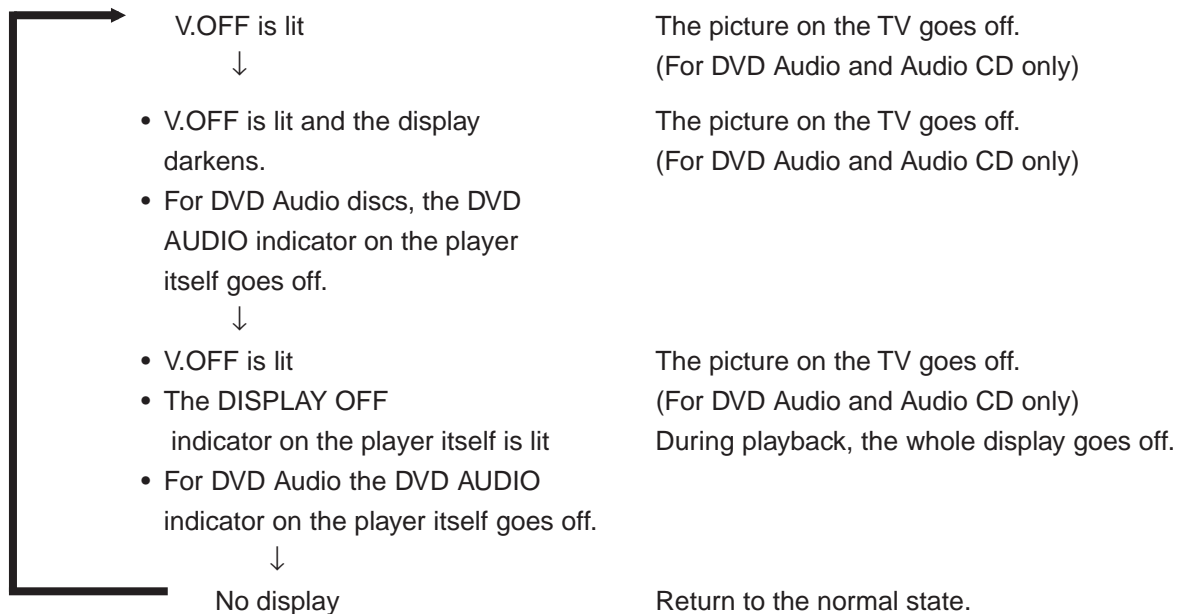 V.OFF is lit The picture on the TV goes off.
↓ (For DVD Audio and Audio CD only)
• V.OFF is lit and the display The picture on the TV goes off.
darkens. (For DVD Audio and Audio CD only)
• For DVD Audio discs, the DVD
AUDIO indicator on the player
itself goes off.
↓
• V.OFF is lit The picture on the TV goes off.
• The DISPLAY OFF (For DVD Audio and Audio CD only)
indicator on the player itself is lit During playback, the whole display goes off.
• For DVD Audio the DVD AUDIO
indicator on the player itself goes off.
↓
No display Return to the normal state.